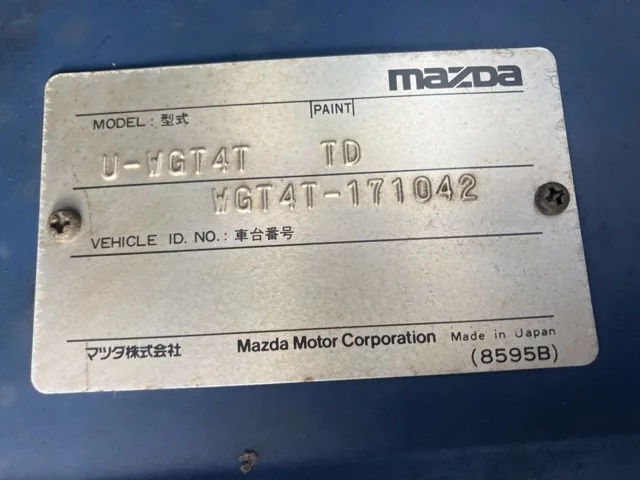 mazda
MODEL: 型式 PAINT
U-WGT4T TD
WGT4T-171042
VEHICLE ID. NO.: 車台番号
マツダ株式会社 Mazda Motor Corporation Made in Japan
(8595B)